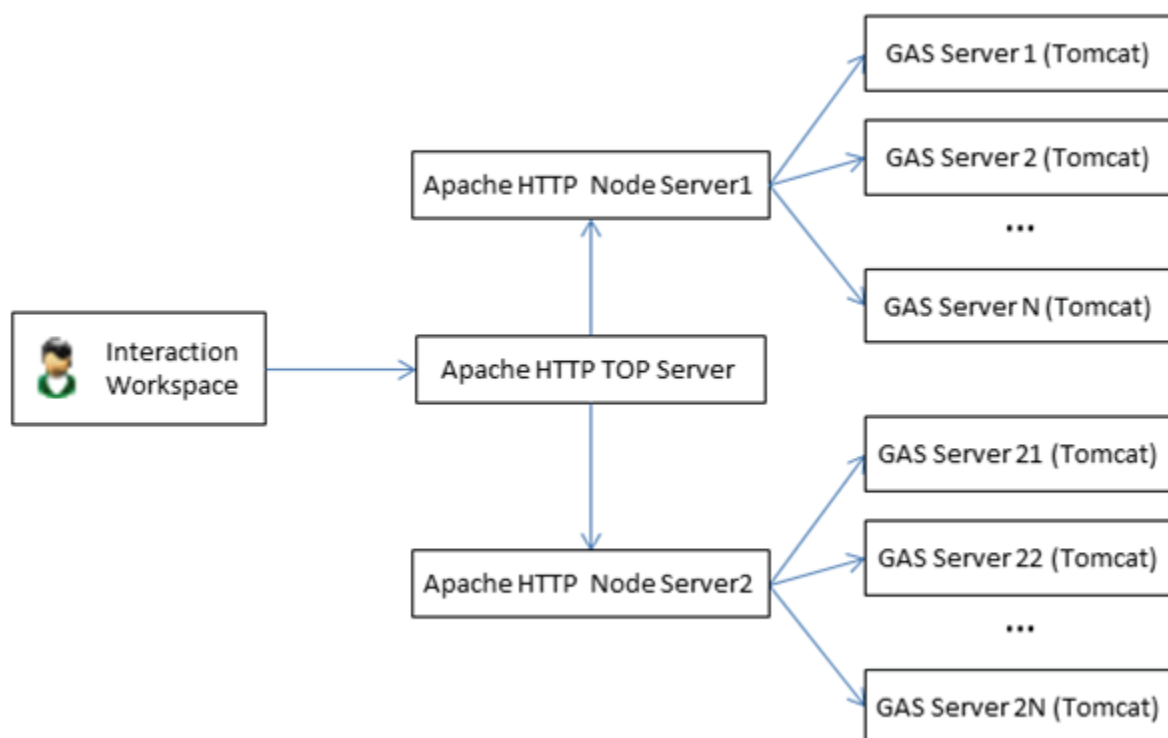 GAS Server 1 (Tomcat)
GAS Server 2 (Tomcat)
Apache HTTP Node Server1
...
GAS Server N (Tomcat)
Interaction
Workspace
Apache HTTP TOP Server
GAS Server 21 (Tomcat)
GAS Server 22 (Tomcat)
Apache HTTP Node Server2
...
GAS Server 2N (Tomcat)